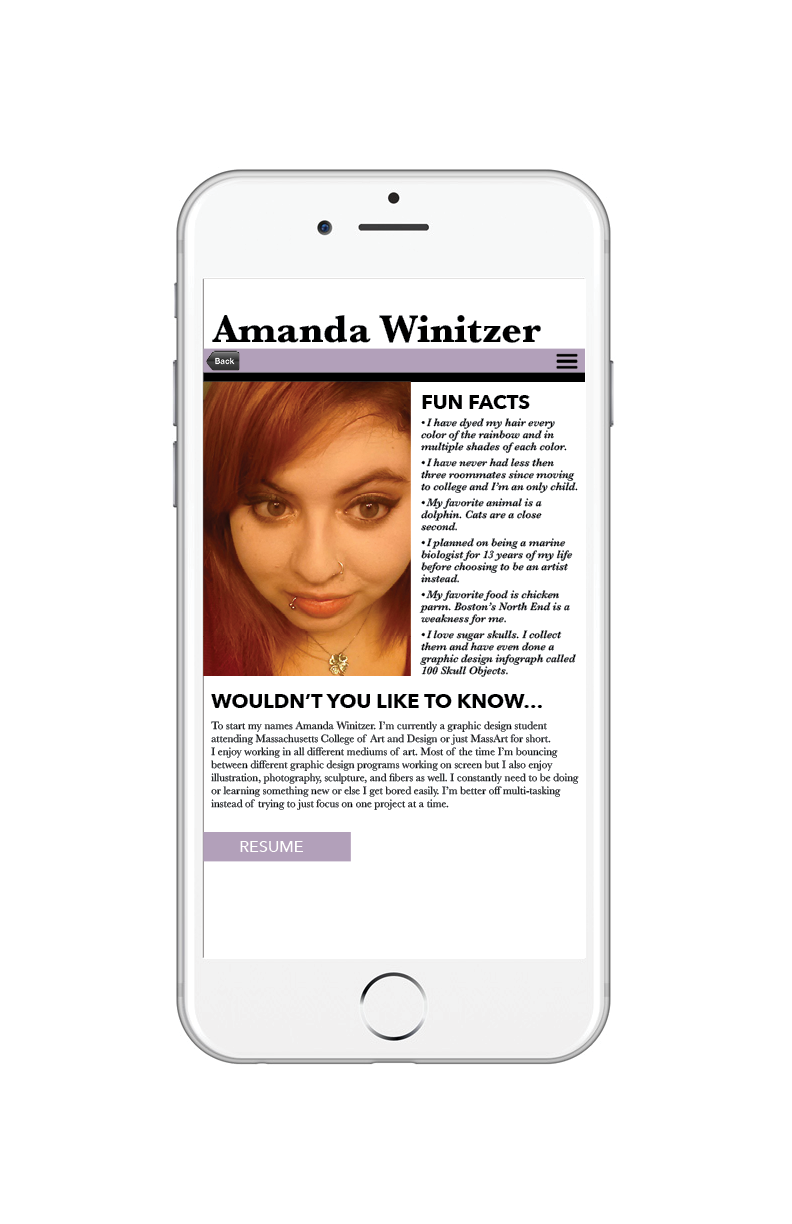 Amanda Winitzer
Back
FUN FACTS
• I have dyed my hair every
color of the rainbow and in
multiple shades of each color.
• I have never had less then
three roommates since moving
to college and I'm an only child.
• My favorite animal is a
dolphin. Cats are a close
second.
• I planned on being a marine
biologist for 13 years of my life
before choosing to be an artist
instead.
• My favorite food is chicken
parm. Boston's North End is a
weakness for me.
• I love sugar skulls. I collect
them and have even done a
graphic design infograph called
100 Skull Objects.
WOULDN'T YOU LIKE TO KNOW...
To start my names Amanda Winitzer. I'm currently a graphic design student
attending Massachusetts College of Art and Design or just MassArt for short.
I enjoy working in all different mediums of art. Most of the time I'm bouncing
between different graphic design programs working on screen but I also enjoy
illustration, photography, sculpture, and fibers as well. I constantly need to be doing
or learning something new or else I get bored easily. I'm better off multi-tasking
instead of trying to just focus on one project at a time.
RESUME